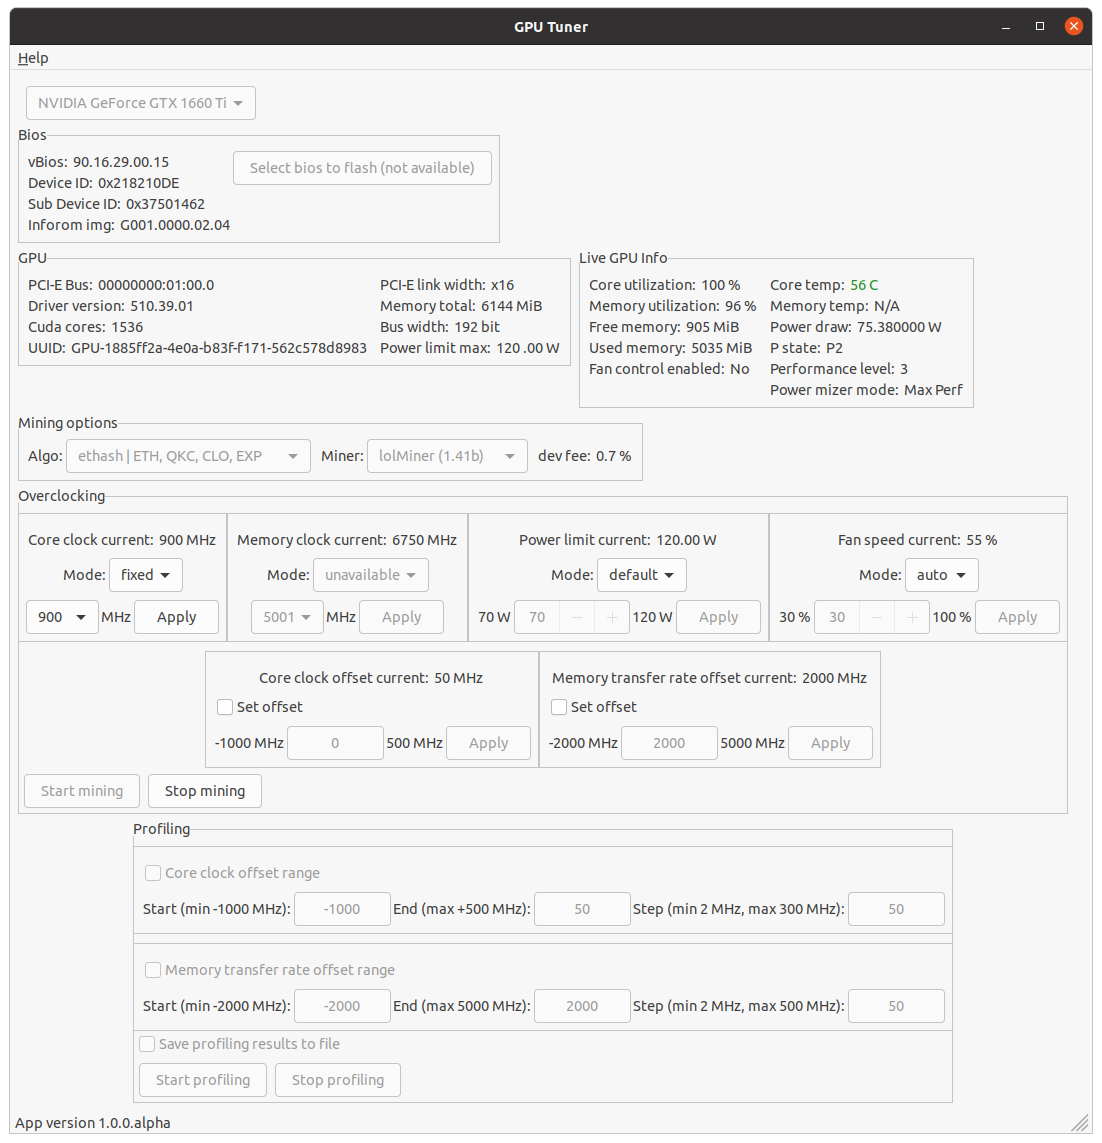 GPU Tuner
Help
NVIDIA GeForce GTX 1660 Ti
Bios
vBios: 90.16.29.00.15
Select bios to flash (not available)
Device ID: 0x218210DE
Sub Device ID: 0x37501462
Inforom img: G001.0000.02.04
GPU
PCI-E Bus: 00000000:01:00.0
Driver version: 510.39.01
Cuda cores: 1536
UUID: GPU-1885ff2a-4e0a-b83f-f171-562c578d8983
PCI-E link width: x16
Memory total: 6144 MiB
Bus width: 192 bit
Power limit max: 120 .00 W
Live GPU Info
Core utilization: 100 %
Memory utilization: 96 %
Free memory: 905 MiB
Used memory: 5035 MiB
Fan control enabled: No
Core temp: 56 C
Memory temp: N/A
Power draw: 75.380000 W
P state: P2
Performance level: 3
Power mizer mode: Max Perf
Mining options
Algo: ethash | ETH, QKC, CLO, EXP Miner: lolMiner (1.41b) dev fee: 0.7 %
Overclocking
Core clock current: 900 MHz
Mode: fixed
900 MHz Apply
Memory clock current: 6750 MHz
Mode: unavailable
5001 MHz Apply
Power limit current: 120.00 W
Mode: default
70 W 70 − + 120 W Apply
Fan speed current: 55 %
Mode: auto
30 % 30 − + 100 % Apply
Core clock offset current: 50 MHz
Set offset
-1000 MHz 0 500 MHz Apply
Memory transfer rate offset current: 2000 MHz
Set offset
-2000 MHz 2000 5000 MHz Apply
Start mining Stop mining
Profiling
Core clock offset range
Start (min -1000 MHz): -1000 End (max +500 MHz): 50 Step (min 2 MHz, max 300 MHz): 50
Memory transfer rate offset range
Start (min -2000 MHz): -2000 End (max 5000 MHz): 2000 Step (min 2 MHz, max 500 MHz): 50
Save profiling results to file
Start profiling Stop profiling
App version 1.0.0.alpha